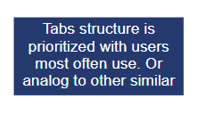 Tabs structure is
prioritized with users
most often use. Or
analog to other similar